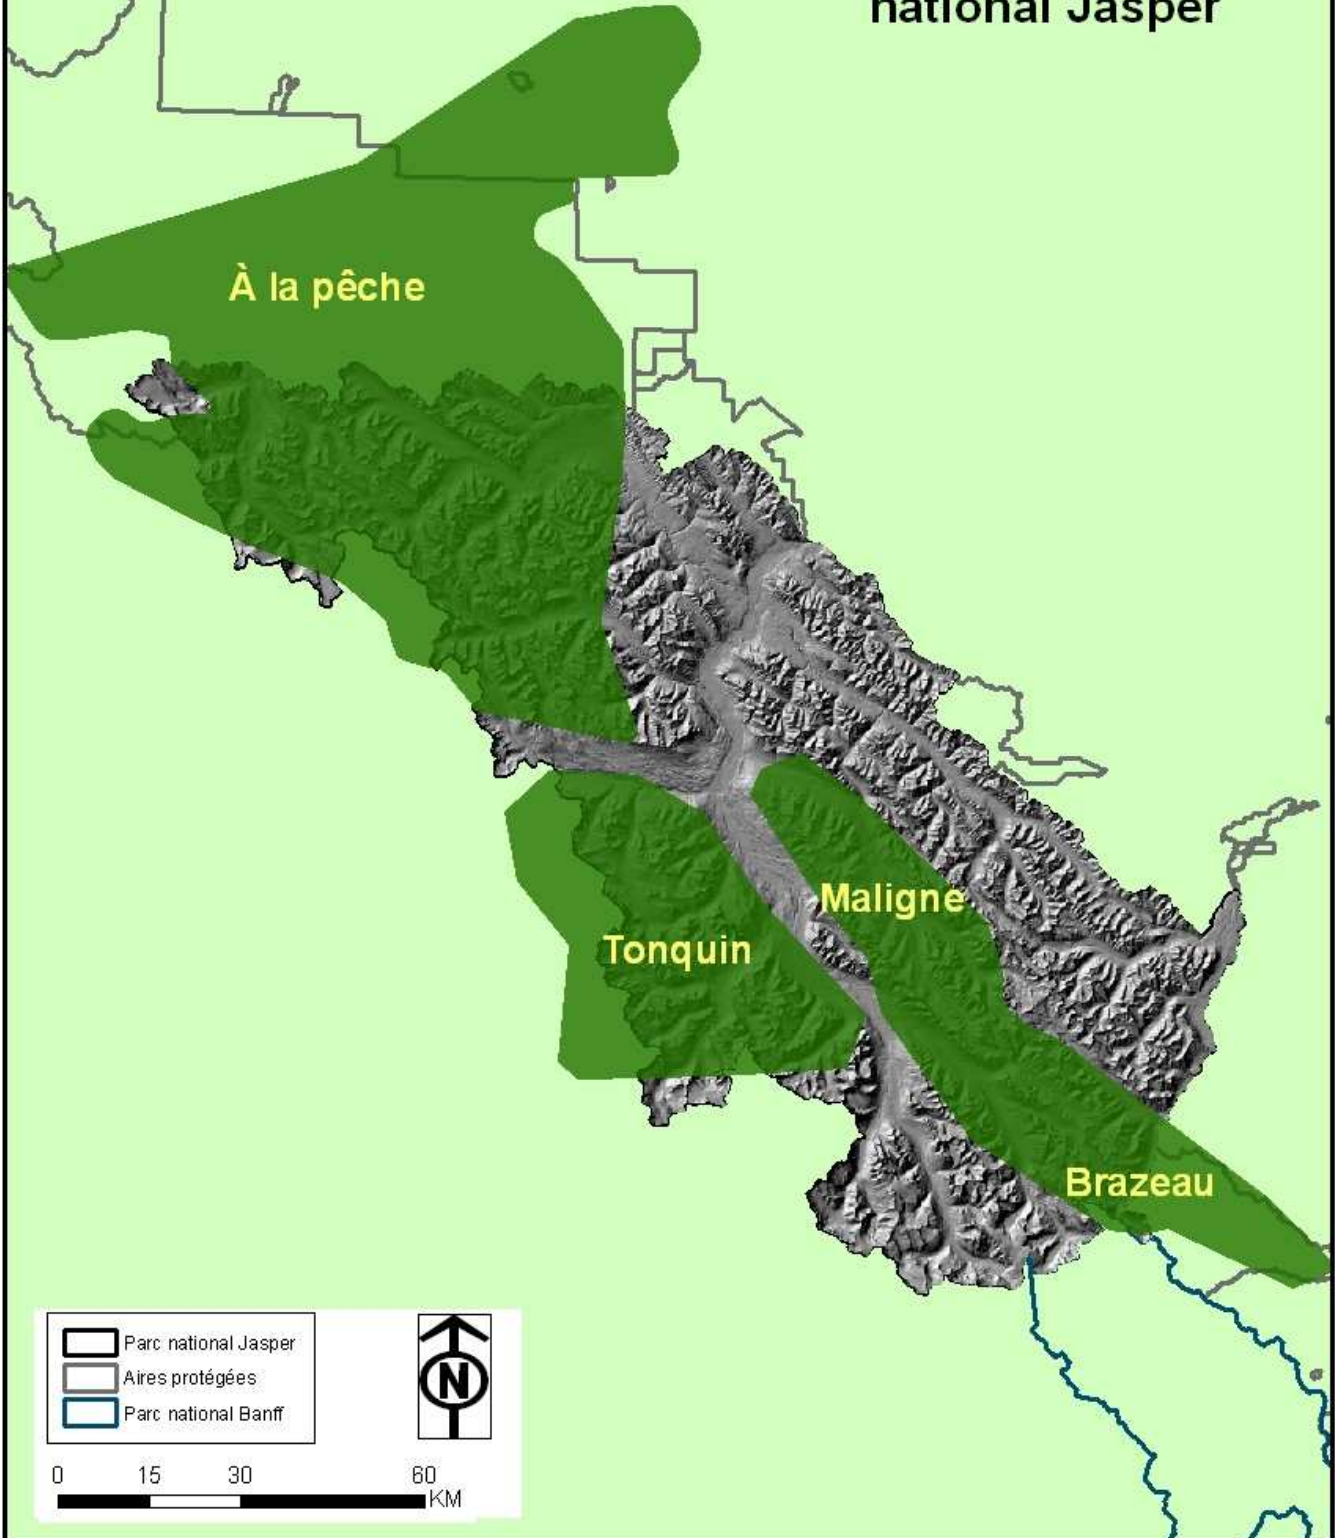 national Jasper
À la pêche
Maligne
Tonquin
Brazeau
Parc national Jasper
Aires protégées
Parc national Banff
N
0 15 30 60
KM